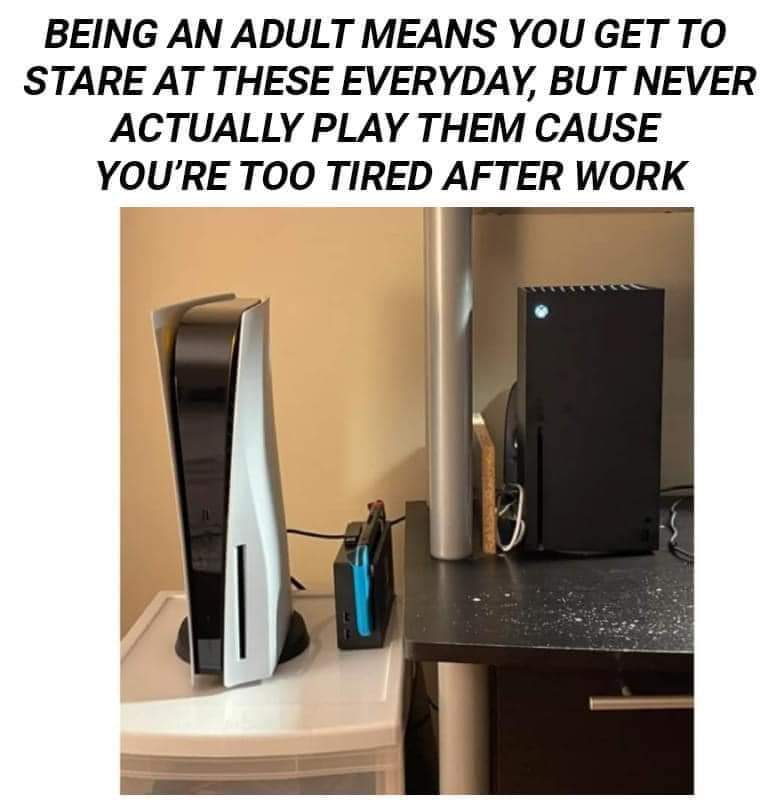 BEING AN ADULT MEANS YOU GET TO
STARE AT THESE EVERYDAY, BUT NEVER
ACTUALLY PLAY THEM CAUSE
YOU'RE TOO TIRED AFTER WORK